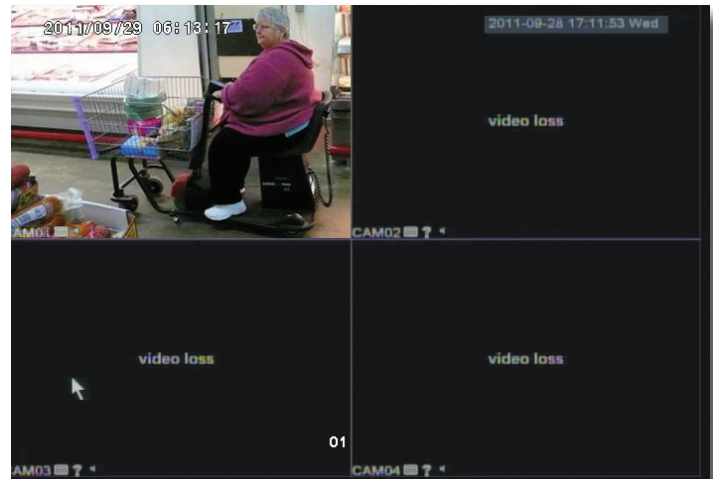 2011/09/29 06:13:17
2011-09-28 17:11:53 Wed
video loss
CAM01
CAM02 ?
video loss
video loss
01
CAM03 ?
CAM04 ?